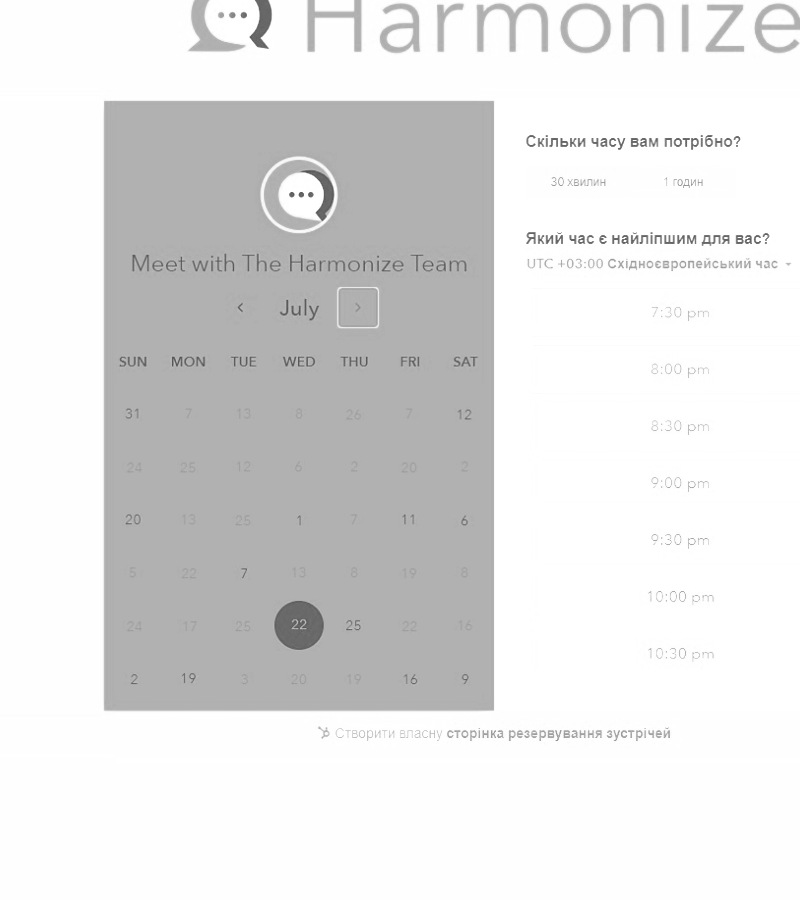 Harmonize
Meet with The Harmonize Team
July
SUN MON TUE WED THU FRI SAT
31 7 13 8 26 7 12
24 25 12 6 2 20 2
20 13 25 1 7 11 6
5 22 7 13 8 19 8
24 17 25 22 25 22 16
2 19 3 20 19 16 9
Скільки часу вам потрібно?
30 хвилин 1 годин
Який час є найліпшим для вас?
UTC +03:00 Східноєвропейський час
7:30 pm
8:00 pm
8:30 pm
9:00 pm
9:30 pm
10:00 pm
10:30 pm
Створити власну сторінка резервування зустрічей